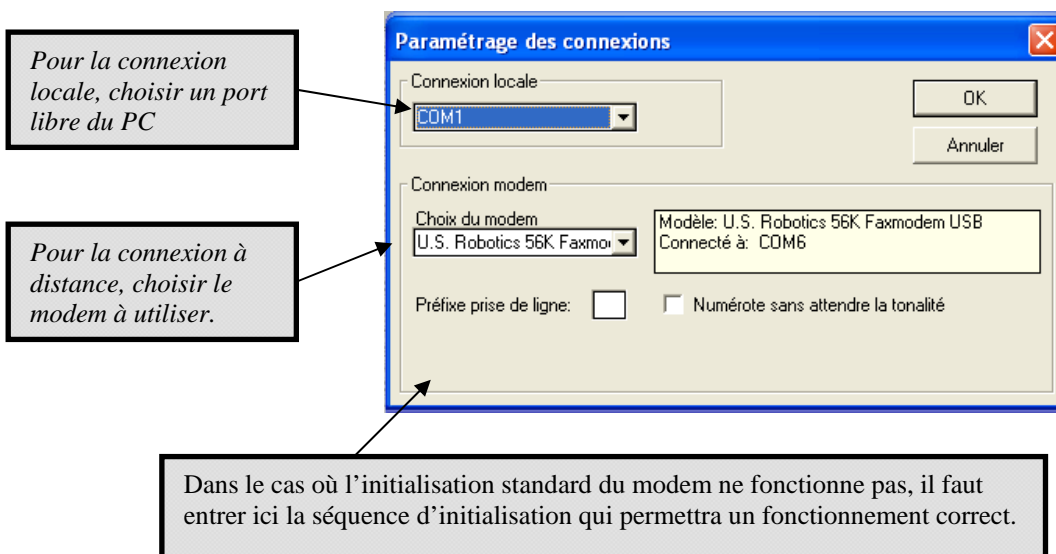 Pour la connexion
locale, choisir un port
libre du PC
Paramétrage des connexions
Connexion locale
COM1
OK
Annuler
Connexion modem
Choix du modem
U.S. Robotics 56K Faxmo
Modèle: U.S. Robotics 56K Faxmodem USB
Connecté à: COM6
Préfixe prise de ligne:
Numérote sans attendre la tonalité
Pour la connexion à
distance, choisir le
modem à utiliser.
Dans le cas où l'initialisation standard du modem ne fonctionne pas, il faut
entrer ici la séquence d'initialisation qui permettra un fonctionnement correct.